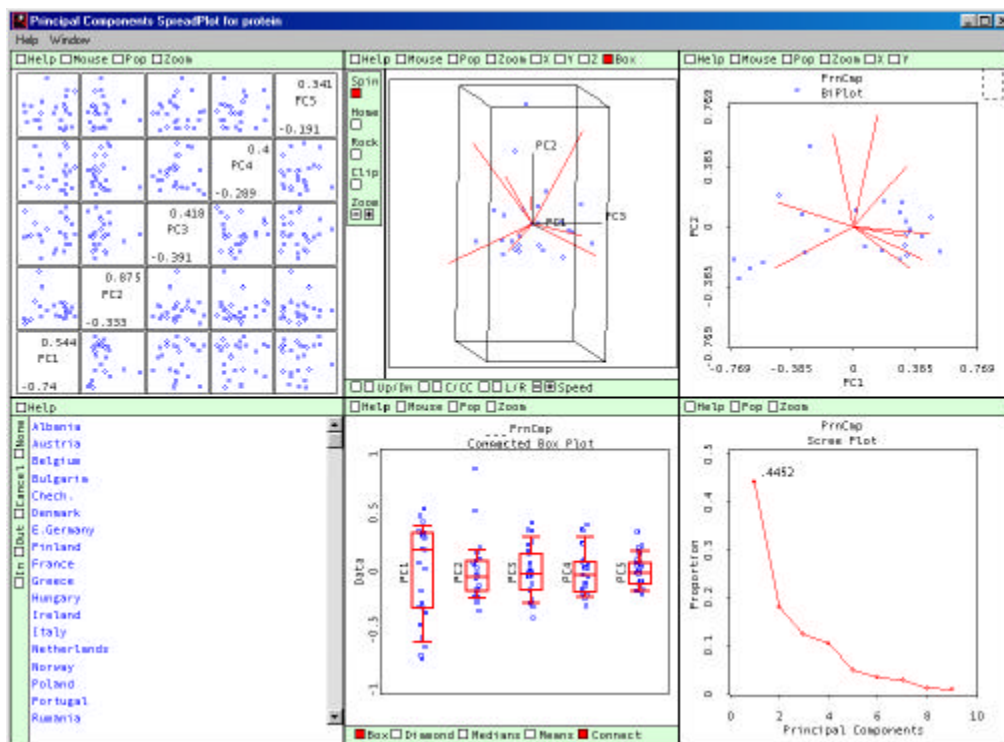 Principal Components SpreadPlot for protein
Help Window
Help Mouse Pop Zoom
0.341
PC5
-0.191
0.4
PC4
-0.289
0.418
PC3
-0.391
0.875
PC2
-0.333
0.544
PC1
-0.74
Help Mouse Pop Zoom X Y Z Box
Spin
Home
Rock
Clip
Zoom
PC2
PC1
PC3
Up/Dn C/CC L/R Speed
Help Mouse Pop Zoom X Y
PrnCmp
BiPlot
PC2
0.769
0.385
0
-0.385
-0.769
-0.769 -0.385 0 0.385 0.769
PC1
Help
In Out Cancel None
Albania
Austria
Belgium
Bulgaria
Chech.
Denmark
E.Germany
Finland
France
Greece
Hungary
Ireland
Italy
Netherlands
Norway
Poland
Portugal
Rumania
Help Mouse Pop Zoom
PrnCmp
Connected Box Plot
Data
1
0.5
0
-0.5
-1
PC1 PC2 PC3 PC4 PC5
Box Diamond Medians Means Connect
Help Pop Zoom
PrnCmp
Scree Plot
.4452
Proportion
0.5
0.4
0.3
0.2
0.1
0
0 2 4 6 8 10
Principal Components